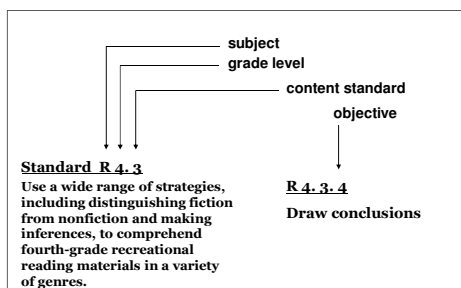 subject
grade level
content standard
objective
Standard R 4. 3
Use a wide range of strategies,
including distinguishing fiction
from nonfiction and making
inferences, to comprehend
fourth-grade recreational
reading materials in a variety
of genres.
R 4. 3. 4
Draw conclusions